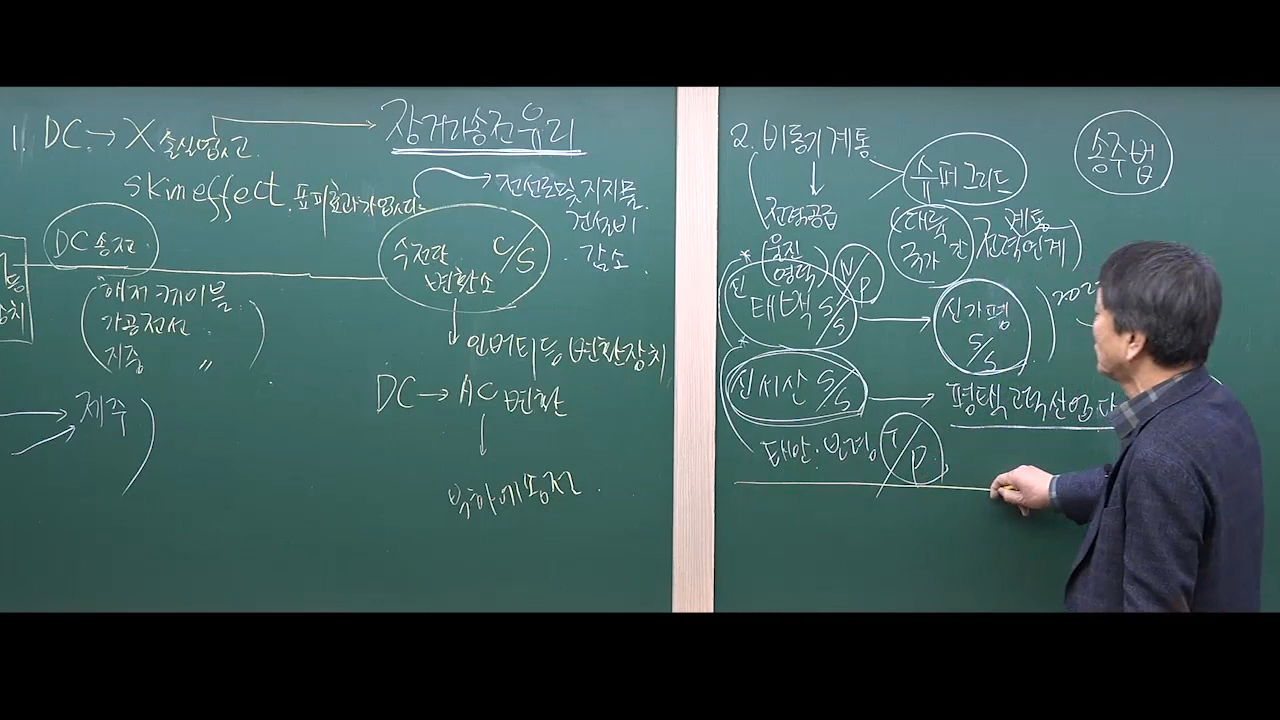 1. DC → X 손실없고 → 장거리송전유리
skin effect. 표피효과가 없다 → 전선로 및 지지물
건설비
감소
DC 송전
수전단 C/S
변환소
해저케이블
가공전선
지중 〃
제주
인버터 등 변환장치
DC → AC 변환
부하에 송전
2. 비동기계통
송주법
슈퍼그리드
전력공급
대륙
국가 간
계통
전력연계
울진
영덕
N/P
신태백 S/S → 신가평 S/S
202
신서산 S/S → 평택 고덕산업단
태안·보령 T/P